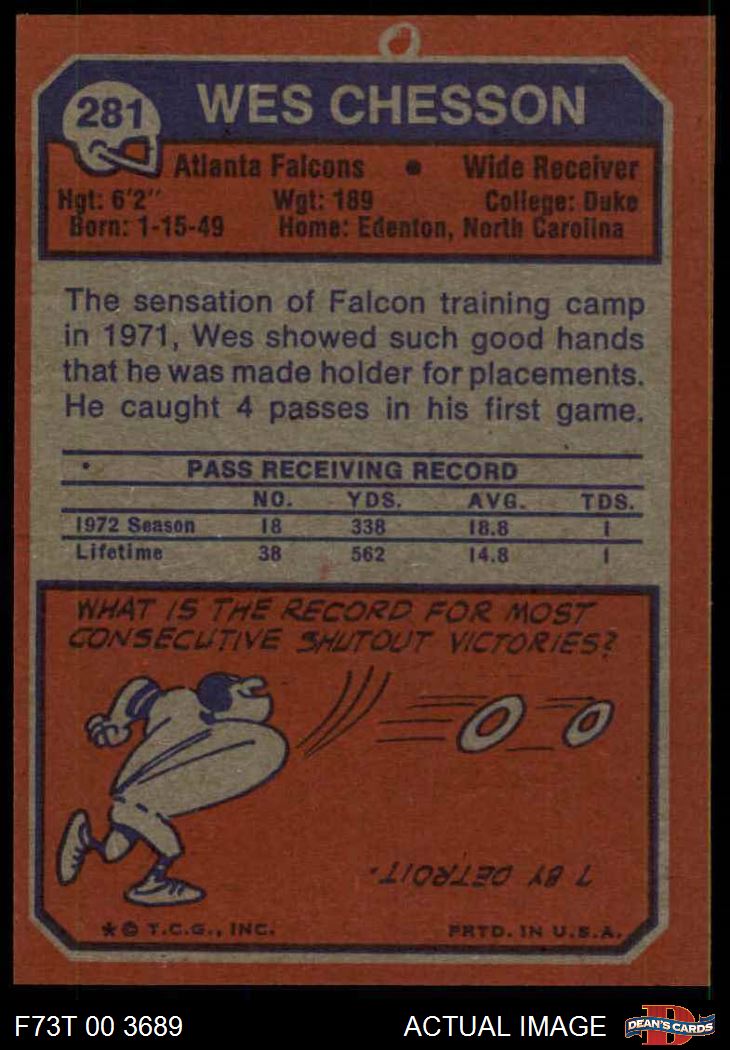 281
WES CHESSON
Atlanta Falcons • Wide Receiver
Hgt: 6'2" Wgt: 189 College: Duke
Born: 1-15-49 Home: Edenton, North Carolina
The sensation of Falcon training camp
in 1971, Wes showed such good hands
that he was made holder for placements.
He caught 4 passes in his first game.
PASS RECEIVING RECORD
NO. YDS. AVG. TDS.
1972 Season 18 338 18.8 1
Lifetime 38 562 14.8 1
WHAT IS THE RECORD FOR MOST
CONSECUTIVE SHUTOUT VICTORIES?
7 BY DETROIT.
* © T.C.G., INC. PRTD. IN U.S.A.
F73T 00 3689 ACTUAL IMAGE
D
DEAN'S CARDS